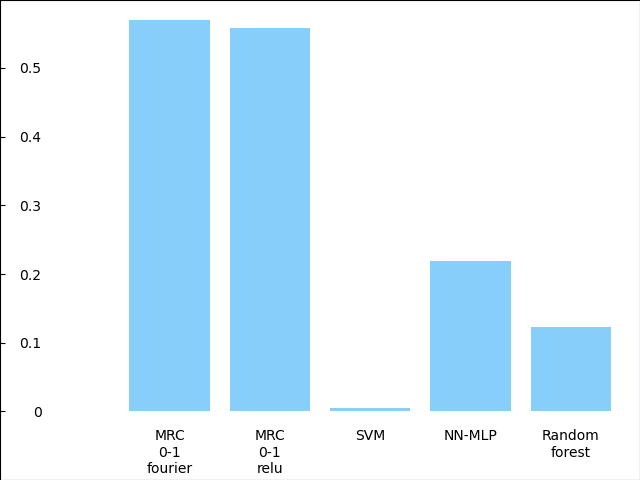 0.5
0.4
0.3
0.2
0.1
0
MRC
0-1
fourier
MRC
0-1
relu
SVM
NN-MLP
Random
forest